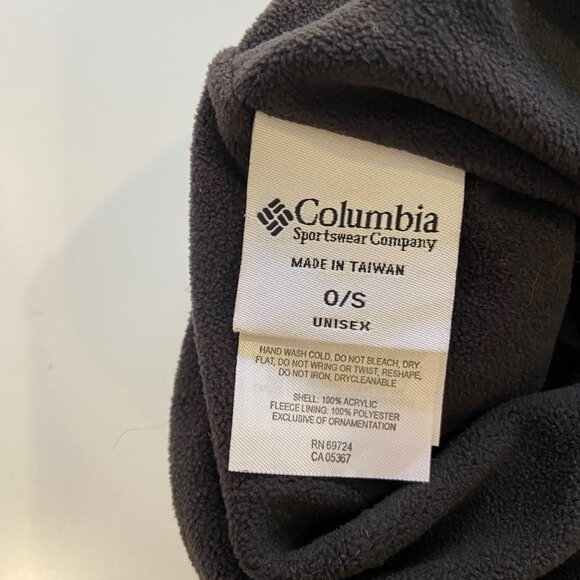 Columbia
Sportswear Company
MADE IN TAIWAN
O/S
UNISEX
HAND WASH COLD, DO NOT BLEACH, DRY
FLAT, DO NOT WRING OR TWIST, RESHAPE,
DO NOT IRON, DRYCLEANABLE
SHELL: 100% ACRYLIC
FLEECE LINING: 100% POLYESTER
EXCLUSIVE OF ORNAMENTATION
RN 69724
CA 05367